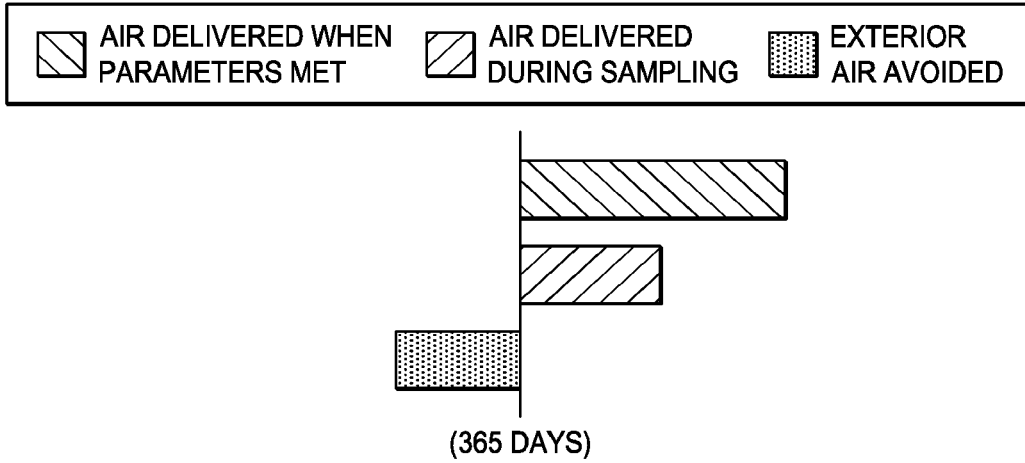 AIR DELIVERED WHEN
PARAMETERS MET
AIR DELIVERED
DURING SAMPLING
EXTERIOR
AIR AVOIDED
(365 DAYS)